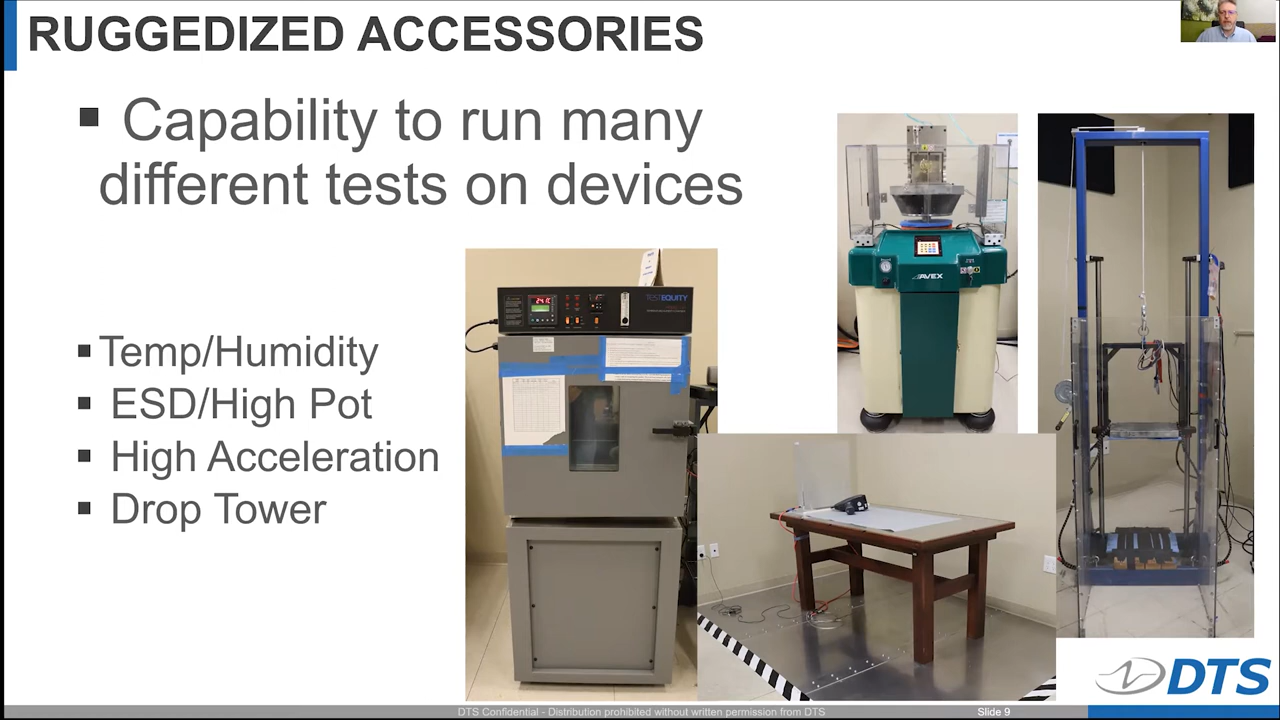 RUGGEDIZED ACCESSORIES
▪ Capability to run many
different tests on devices
▪ Temp/Humidity
▪ ESD/High Pot
▪ High Acceleration
▪ Drop Tower
TESTEQUITY
AVEX
DTS
DTS Confidential - Distribution prohibited without written permission from DTS
Slide 9